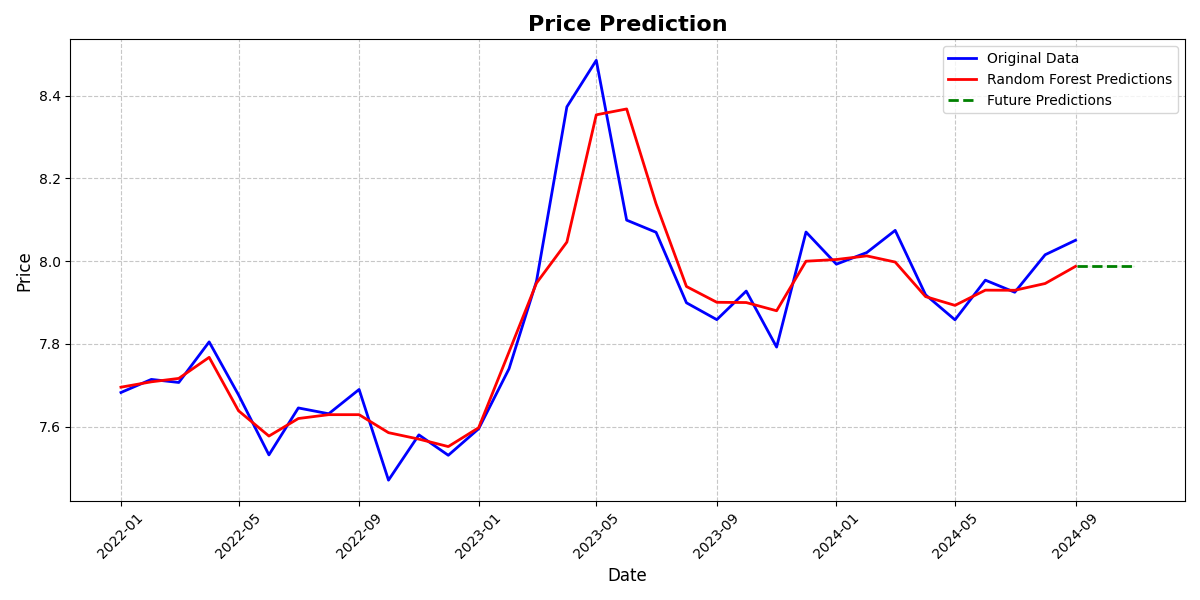 Price Prediction
Original Data
Random Forest Predictions
Future Predictions
Price
8.4
8.2
8.0
7.8
7.6
2022-01
2022-05
2022-09
2023-01
2023-05
2023-09
2024-01
2024-05
2024-09
Date